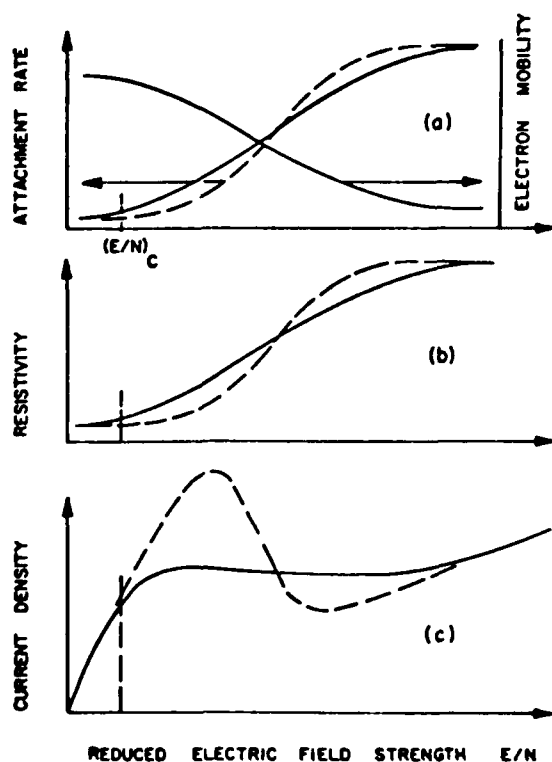 ATTACHMENT RATE
(a)
ELECTRON MOBILITY
(E/N)c
RESISTIVITY
(b)
CURRENT DENSITY
(c)
REDUCED ELECTRIC FIELD STRENGTH E/N